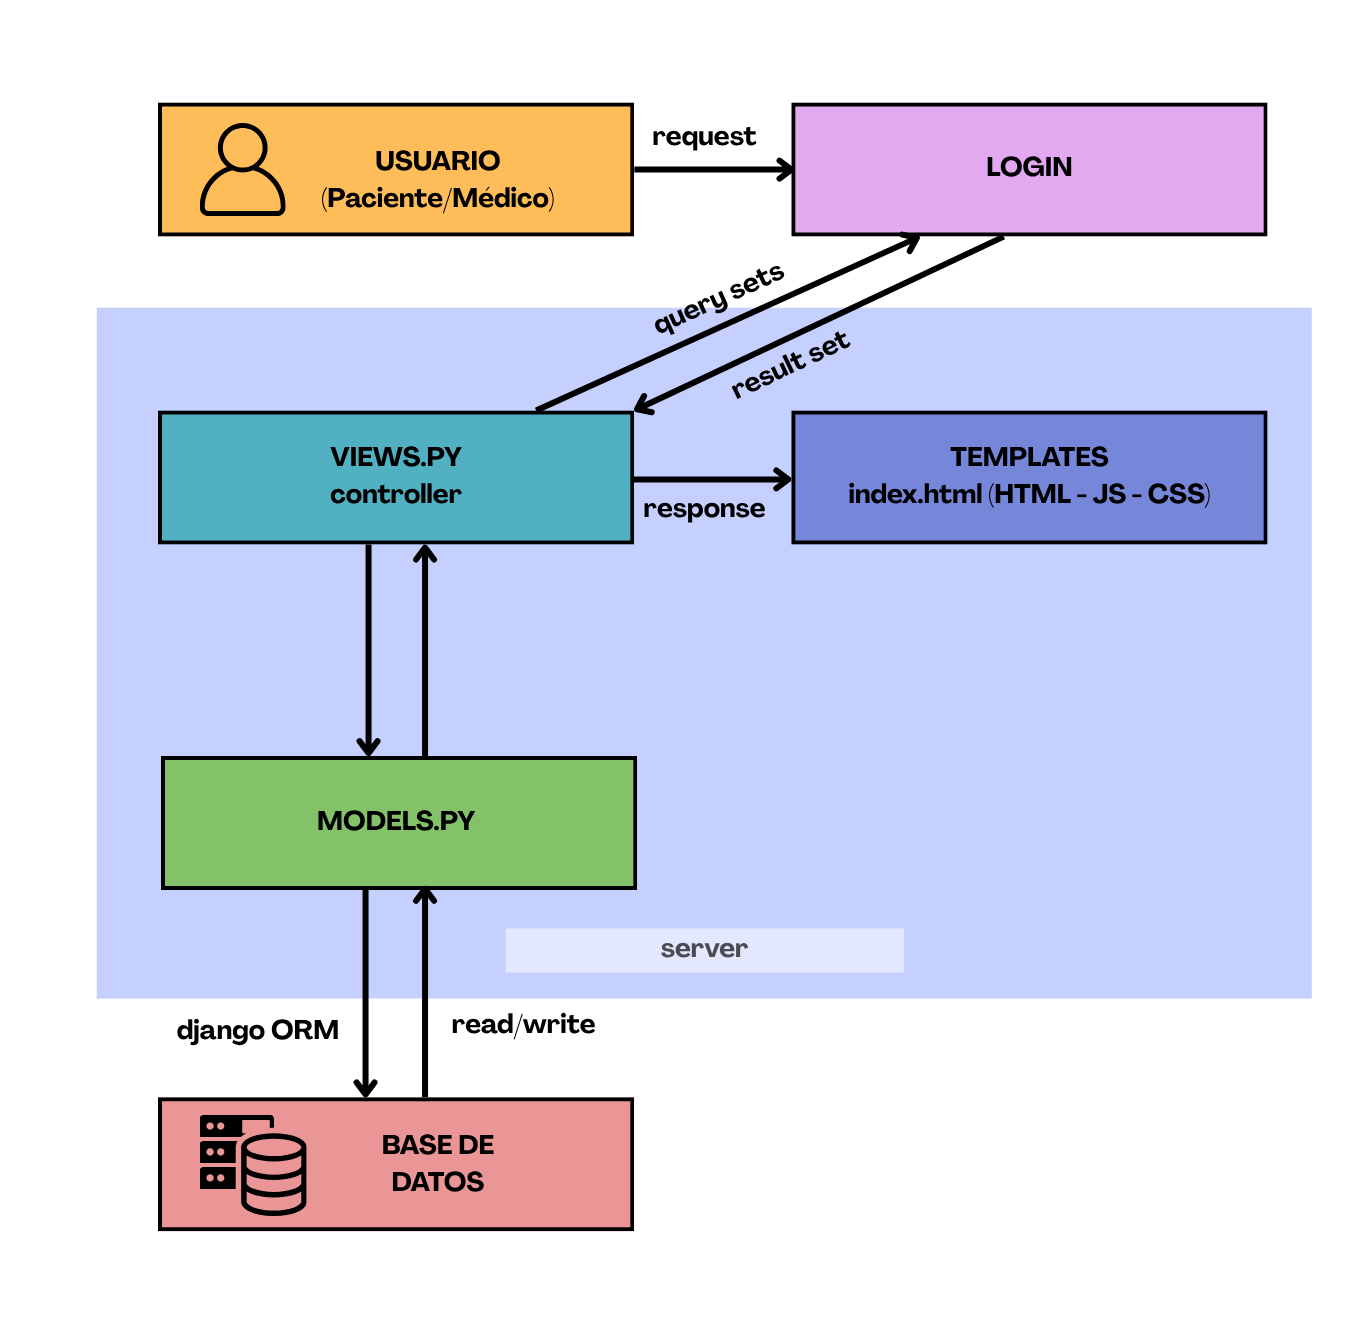 USUARIO
(Paciente/Médico)
request
LOGIN
query sets
result set
VIEWS.PY
controller
response
TEMPLATES
index.html (HTML - JS - CSS)
MODELS.PY
server
django ORM
read/write
BASE DE
DATOS